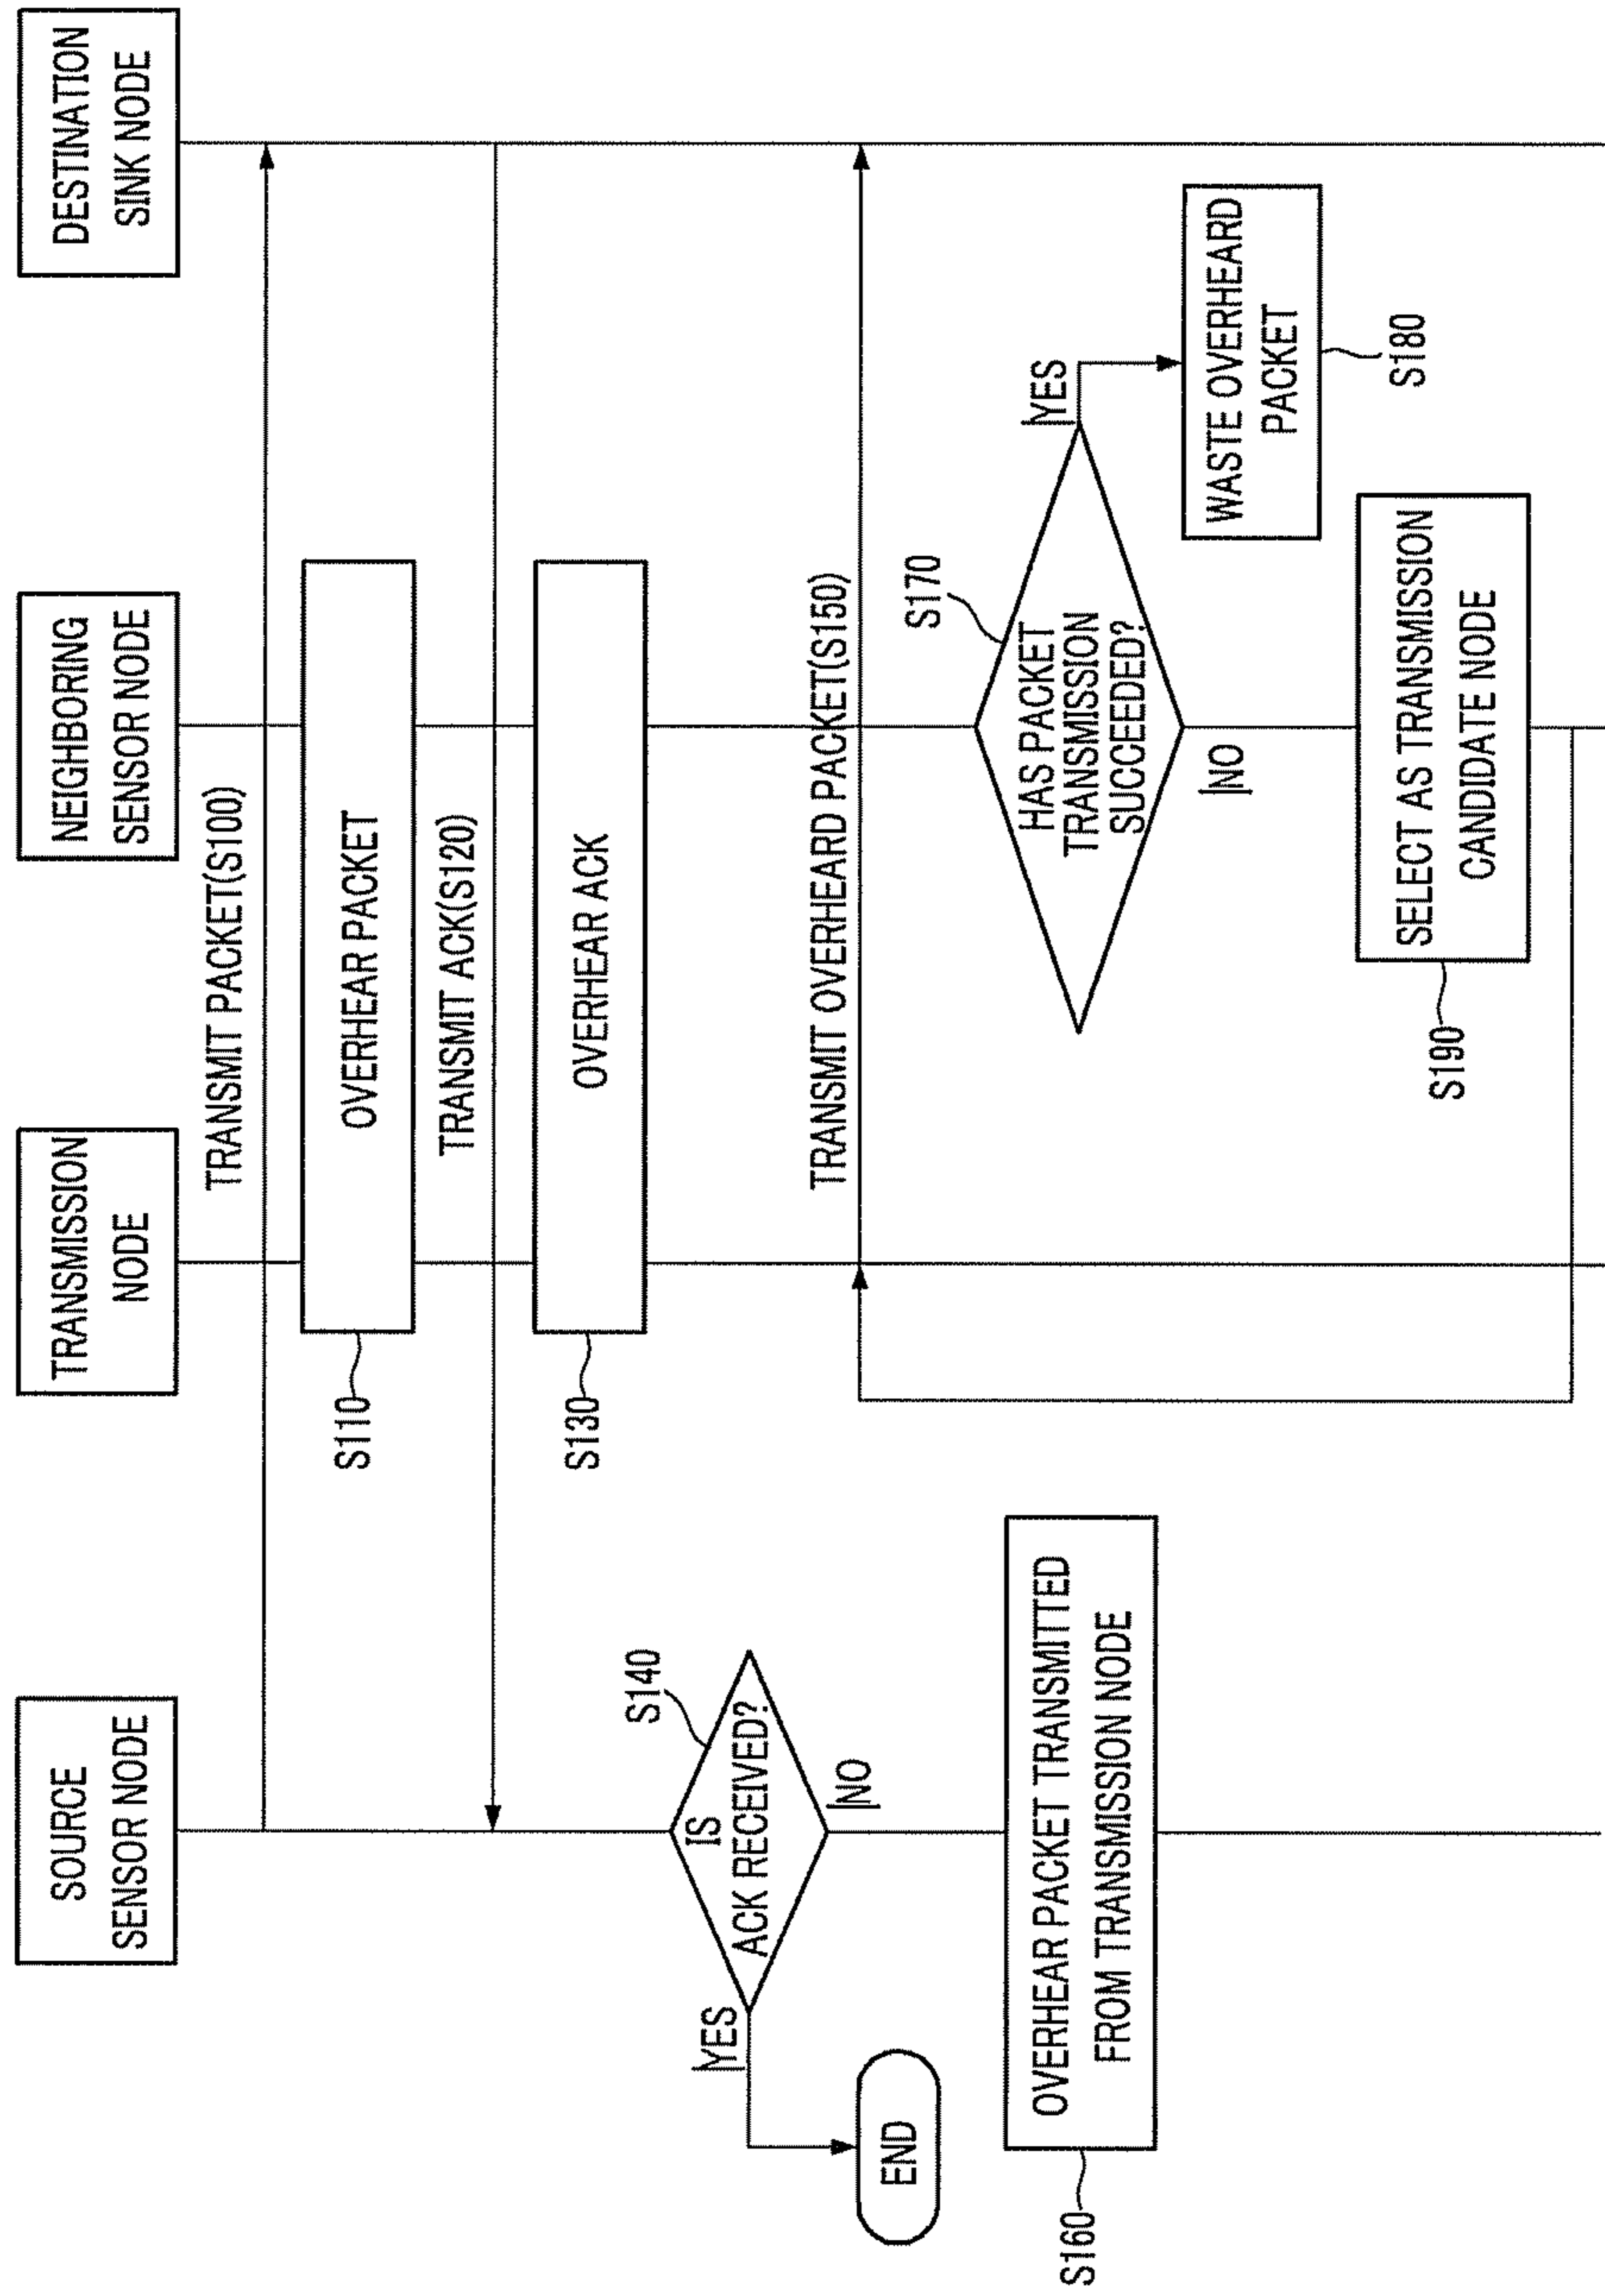 SOURCE
SENSOR NODE
TRANSMISSION
NODE
NEIGHBORING
SENSOR NODE
DESTINATION
SINK NODE
TRANSMIT PACKET(S100)
S110
OVERHEAR PACKET
TRANSMIT ACK(S120)
S130
OVERHEAR ACK
S140
IS
ACK RECEIVED?
YES
NO
END
TRANSMIT OVERHEARD PACKET(S150)
S160
OVERHEAR PACKET TRANSMITTED
FROM TRANSMISSION NODE
S170
HAS PACKET
TRANSMISSION
SUCCEEDED?
YES
NO
WASTE OVERHEARD
PACKET
S180
S190
SELECT AS TRANSMISSION
CANDIDATE NODE